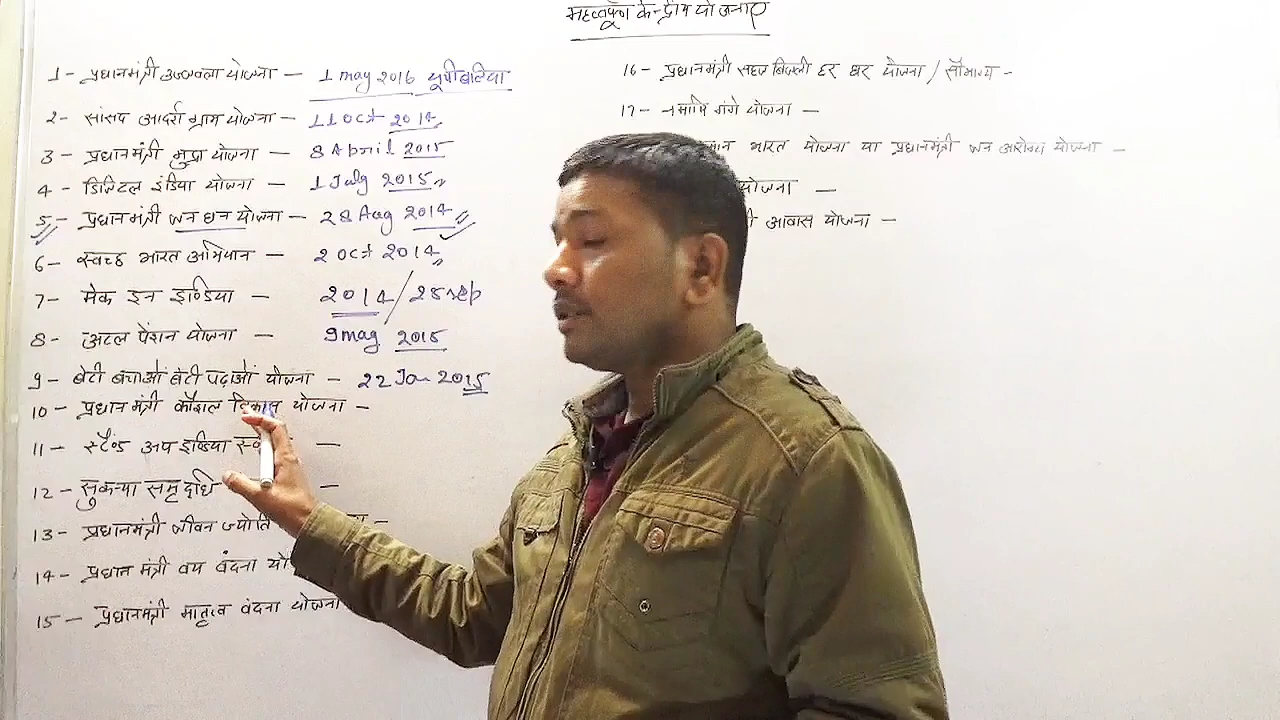 महत्वपूर्ण केन्द्रीय योजनाए
1- प्रधानमंत्री उज्जवला योजना - 1 may 2016 यूपी बलिया
2- सांसद आदर्श ग्राम योजना - 11 Oct 2014
3- प्रधानमंत्री मुद्रा योजना - 8 April 2015
4- डिजिटल इंडिया योजना - 1 July 2015
5- प्रधानमंत्री जन धन योजना - 28 Aug 2014
6- स्वच्छ भारत अभियान 2 Oct 2014
7- मेक इन इण्डिया - 2014 / 25 sep
8- अटल पेंशन योजना - 9 may 2015
9- बेटी बचाओं बेटी पढ़ाओं योजना - 22 Jan 2015
10- प्रधान मंत्री कौशल विकास योजना -
11- स्टैण्ड अप इण्डिया -
12- सुकन्या समृद्धि -
13- प्रधानमंत्री जीवन ज्योति -
14- प्रधान मंत्री वय वंदना
15- प्रधानमंत्री मातृत्व वंदना योजना
16- प्रधानमंत्री सहज बिजली हर घर योजना / सौभाग्य -
17- नमामि गंगे योजना -
भारत योजना या प्रधानमंत्री जन आरोग्य योजना -
योजना -
आवास योजना -